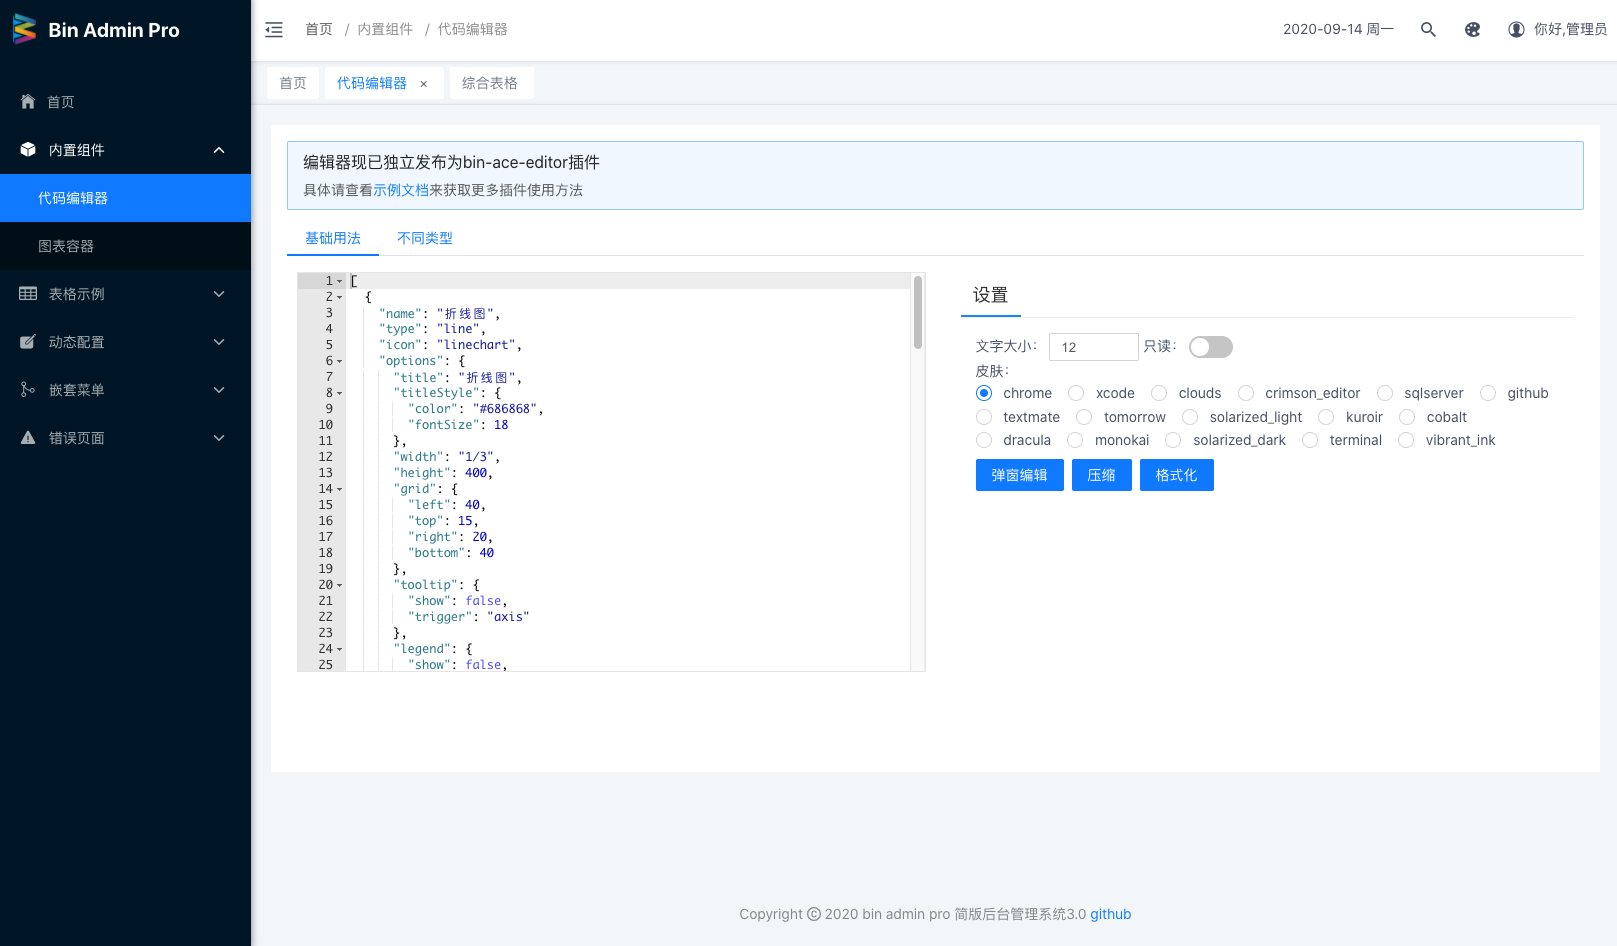 Bin Admin Pro
首页 / 内置组件 / 代码编辑器
2020-09-14 周一
你好,管理员
首页
内置组件
代码编辑器
图表容器
表格示例
动态配置
嵌套菜单
错误页面
首页 代码编辑器 × 综合表格
编辑器现已独立发布为bin-ace-editor插件
具体请查看示例文档来获取更多插件使用方法
基础用法 不同类型
1 [
2 {
3 "name": "折线图",
4 "type": "line",
5 "icon": "linechart",
6 "options": {
7 "title": "折线图",
8 "titleStyle": {
9 "color": "#686868",
10 "fontSize": 18
11 },
12 "width": "1/3",
13 "height": 400,
14 "grid": {
15 "left": 40,
16 "top": 15,
17 "right": 20,
18 "bottom": 40
19 },
20 "tooltip": {
21 "show": false,
22 "trigger": "axis"
23 },
24 "legend": {
25 "show": false,
设置
文字大小: 12 只读:
皮肤:
chrome xcode clouds crimson_editor sqlserver github
textmate tomorrow solarized_light kuroir cobalt
dracula monokai solarized_dark terminal vibrant_ink
弹窗编辑 压缩 格式化
Copyright © 2020 bin admin pro 简版后台管理系统3.0 github